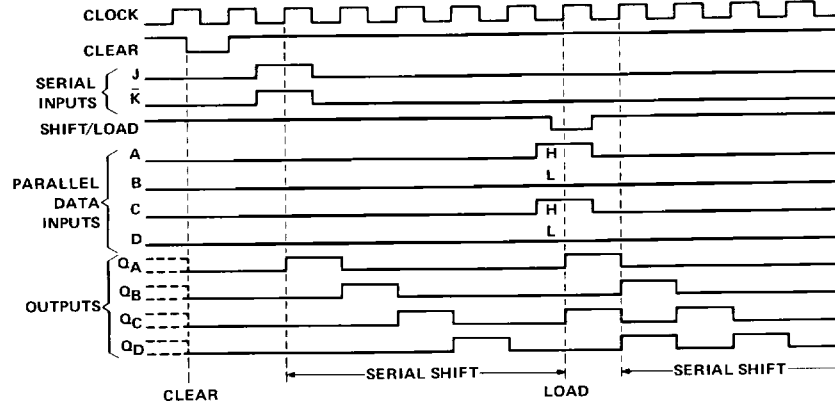 CLOCK
CLEAR
SERIAL
INPUTS
J
K̅
SHIFT/LOAD
PARALLEL
DATA
INPUTS
A
H
B
L
C
H
D
L
OUTPUTS
QA
QB
QC
QD
SERIAL SHIFT
SERIAL SHIFT
CLEAR
LOAD